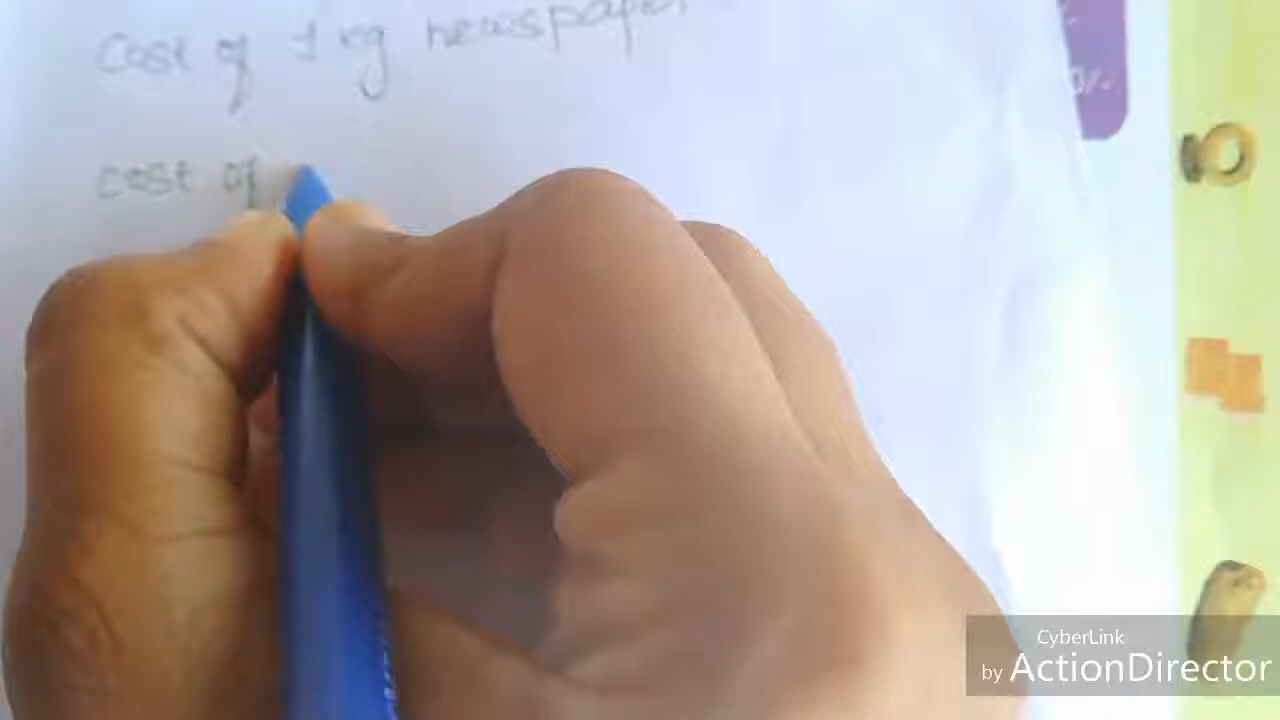 Cost of 1 kg newspaper
cost of
CyberLink
by ActionDirector